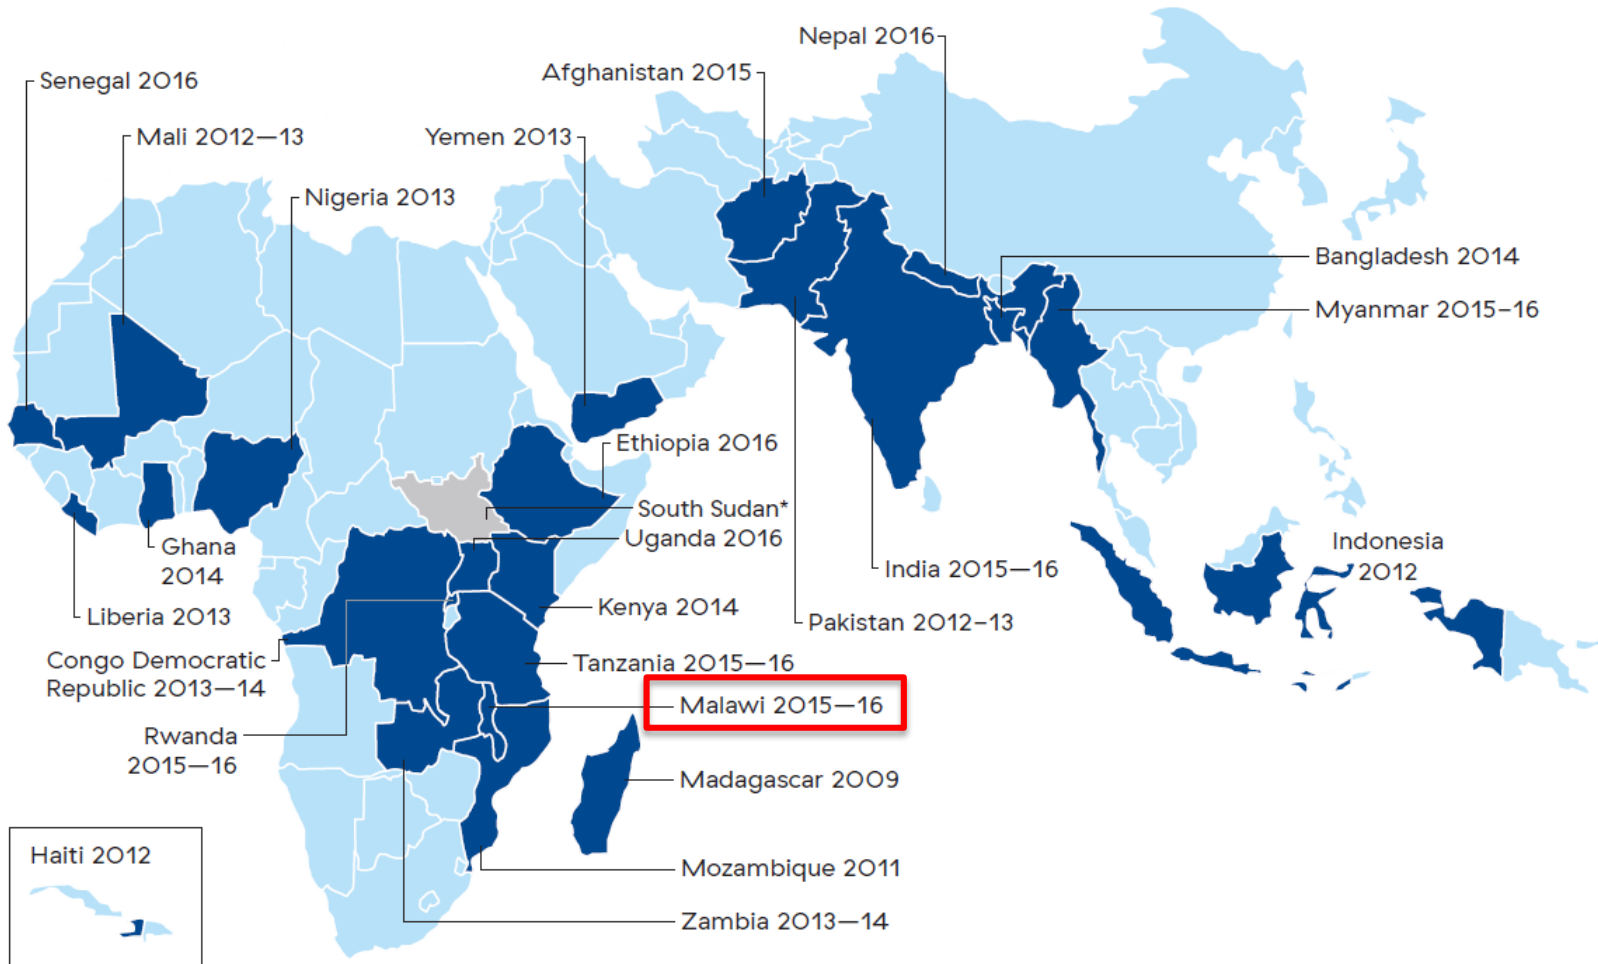 Nepal 2016
Afghanistan 2015
Senegal 2016
Mali 2012—13
Yemen 2013
Nigeria 2013
Bangladesh 2014
Myanmar 2015–16
Ethiopia 2016
South Sudan*
Uganda 2016
Ghana
2014
Indonesia
2012
India 2015—16
Kenya 2014
Liberia 2013
Pakistan 2012–13
Congo Democratic
Republic 2013—14
Tanzania 2015—16
Malawi 2015—16
Rwanda
2015—16
Madagascar 2009
Haiti 2012
Mozambique 2011
Zambia 2013—14